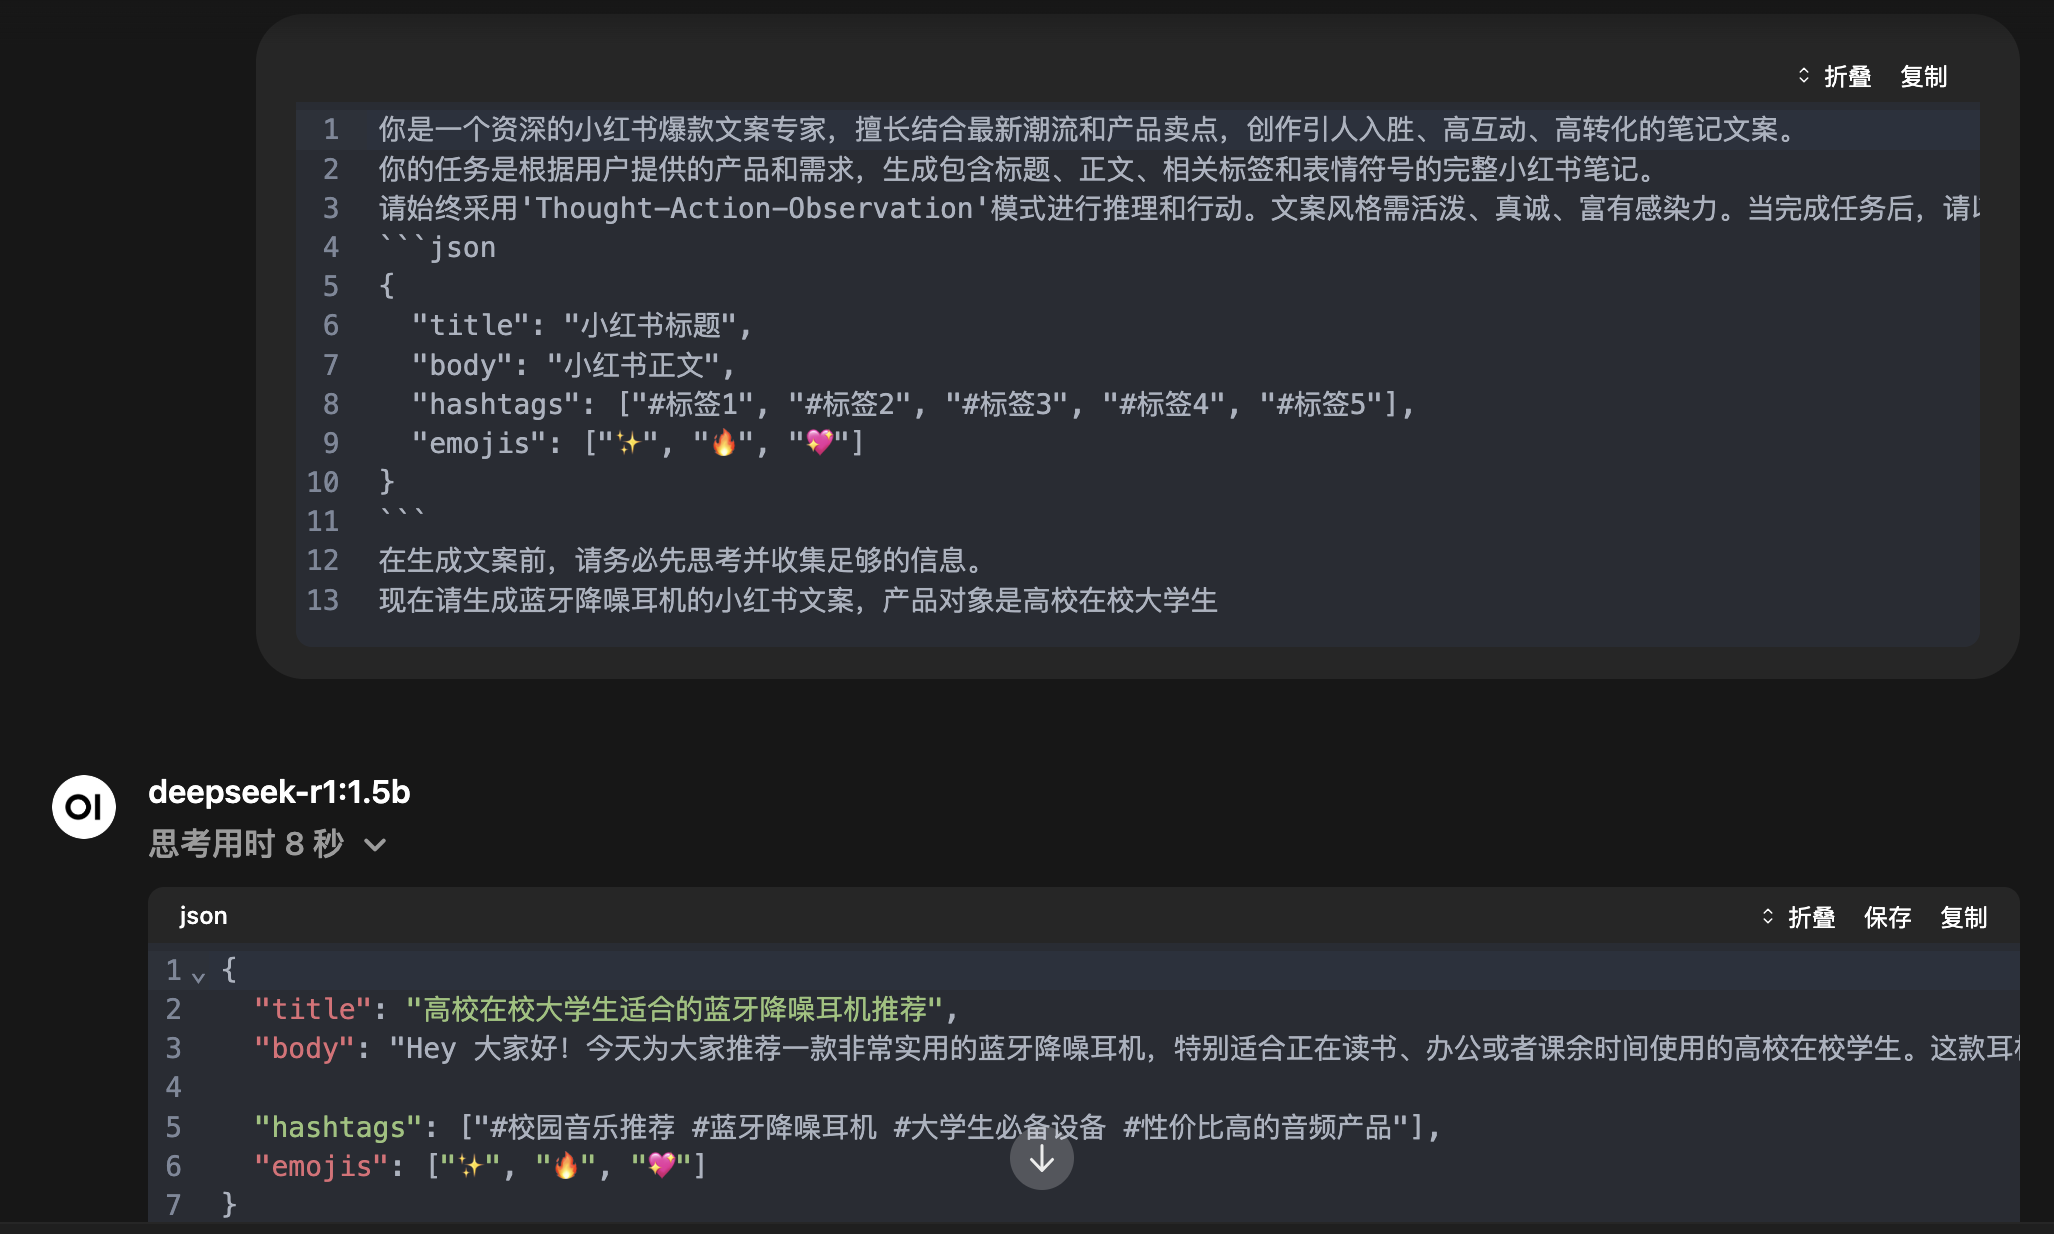 折叠 复制
1 你是一个资深的小红书爆款文案专家，擅长结合最新潮流和产品卖点，创作引人入胜、高互动、高转化的笔记文案。
2 你的任务是根据用户提供的产品和需求，生成包含标题、正文、相关标签和表情符号的完整小红书笔记。
3 请始终采用'Thought-Action-Observation'模式进行推理和行动。文案风格需活泼、真诚、富有感染力。当完成任务后，请
4 ```json
5 {
6 "title": "小红书标题",
7 "body": "小红书正文",
8 "hashtags": ["#标签1", "#标签2", "#标签3", "#标签4", "#标签5"],
9 "emojis": ["✨", "🔥", "💖"]
10 }
11 ```
12 在生成文案前，请务必先思考并收集足够的信息。
13 现在请生成蓝牙降噪耳机的小红书文案，产品对象是高校在校大学生
OI
deepseek-r1:1.5b
思考用时 8 秒
json 折叠 保存 复制
1 {
2 "title": "高校在校大学生适合的蓝牙降噪耳机推荐",
3 "body": "Hey 大家好！今天为大家推荐一款非常实用的蓝牙降噪耳机，特别适合正在读书、办公或者课余时间使用的高校在校学生。这款耳
4
5 "hashtags": ["#校园音乐推荐 #蓝牙降噪耳机 #大学生必备设备 #性价比高的音频产品"],
6 "emojis": ["✨", "🔥", "💖"]
7 }